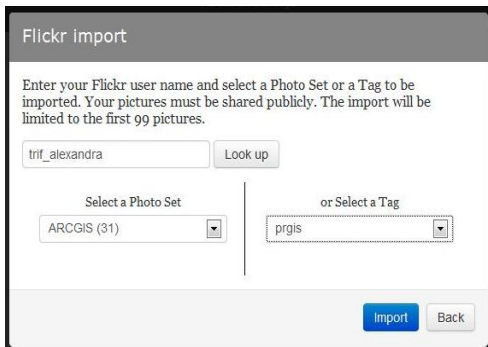 Flickr import
Enter your Flickr user name and select a Photo Set or a Tag to be
imported. Your pictures must be shared publicly. The import will be
limited to the first 99 pictures.
trif_alexandra Look up
Select a Photo Set or Select a Tag
ARCGIS (31) prgis
Import Back